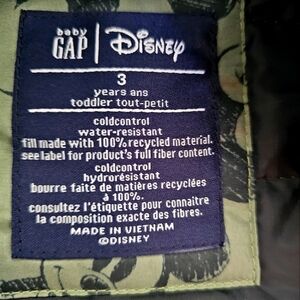 baby
GAP | Disney
3
years ans
toddler tout-petit
coldcontrol
water-resistant
fill made with 100% recycled material.
see label for product's full fiber content.
coldcontrol
hydrorésistant
bourre faite de matières recyclées
à 100%.
consultez l'étiquette pour connaitre
la composition exacte des fibres.
MADE IN VIETNAM
©DISNEY